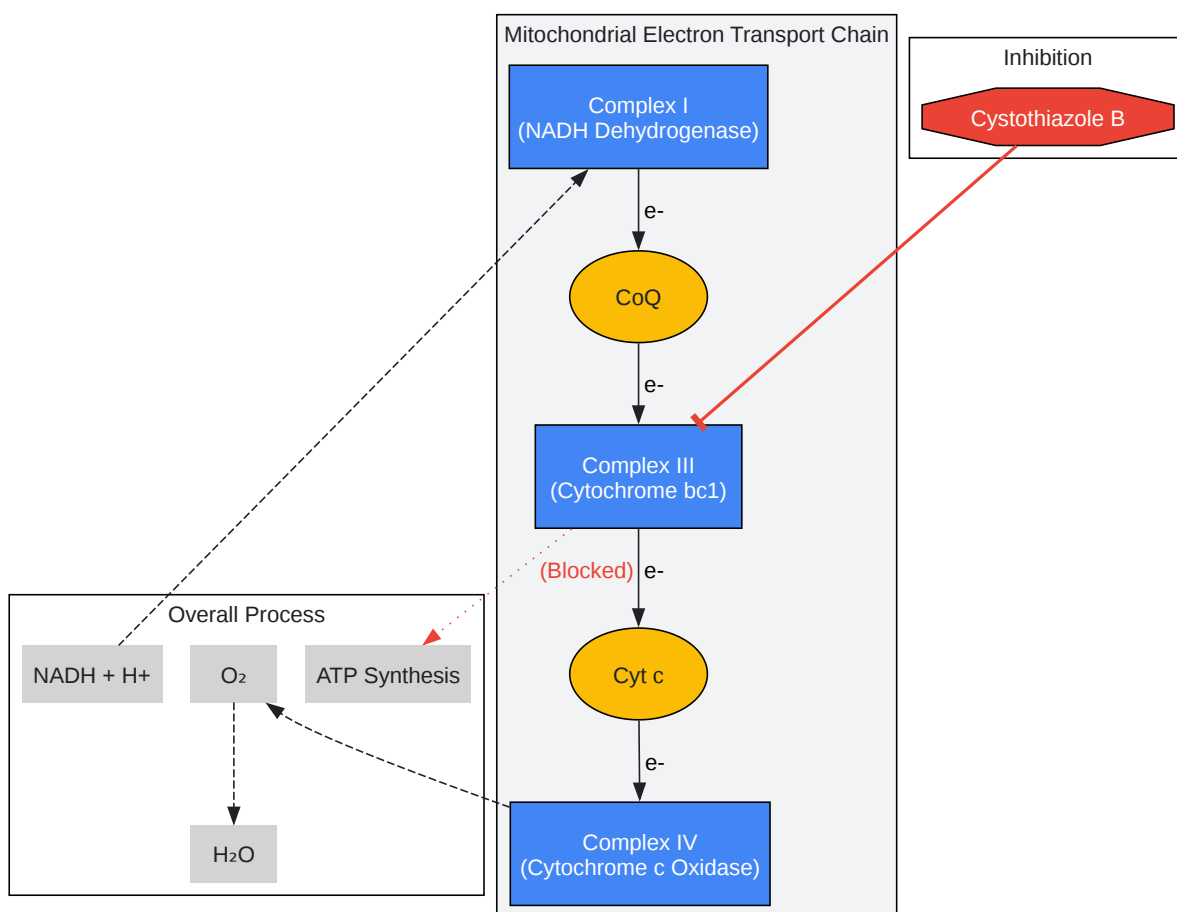 Mitochondrial Electron Transport Chain
Inhibition
Complex I
(NADH Dehydrogenase)
Cystothiazole B
e-
CoQ
e-
Complex III
(Cytochrome bc1)
(Blocked)
e-
Overall Process
NADH + H+
O₂
ATP Synthesis
Cyt c
e-
H₂O
Complex IV
(Cytochrome c Oxidase)